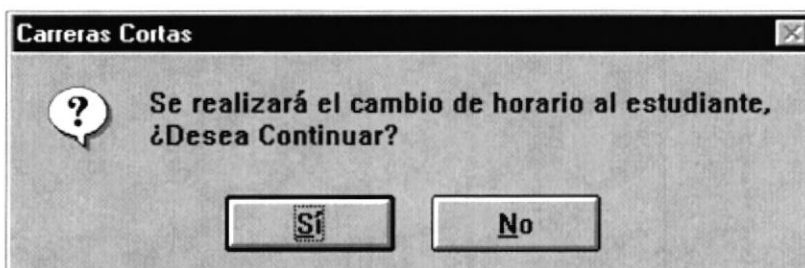 Carreras Cortas
Se realizará el cambio de horario al estudiante,
¿Desea Continuar?
Sí No